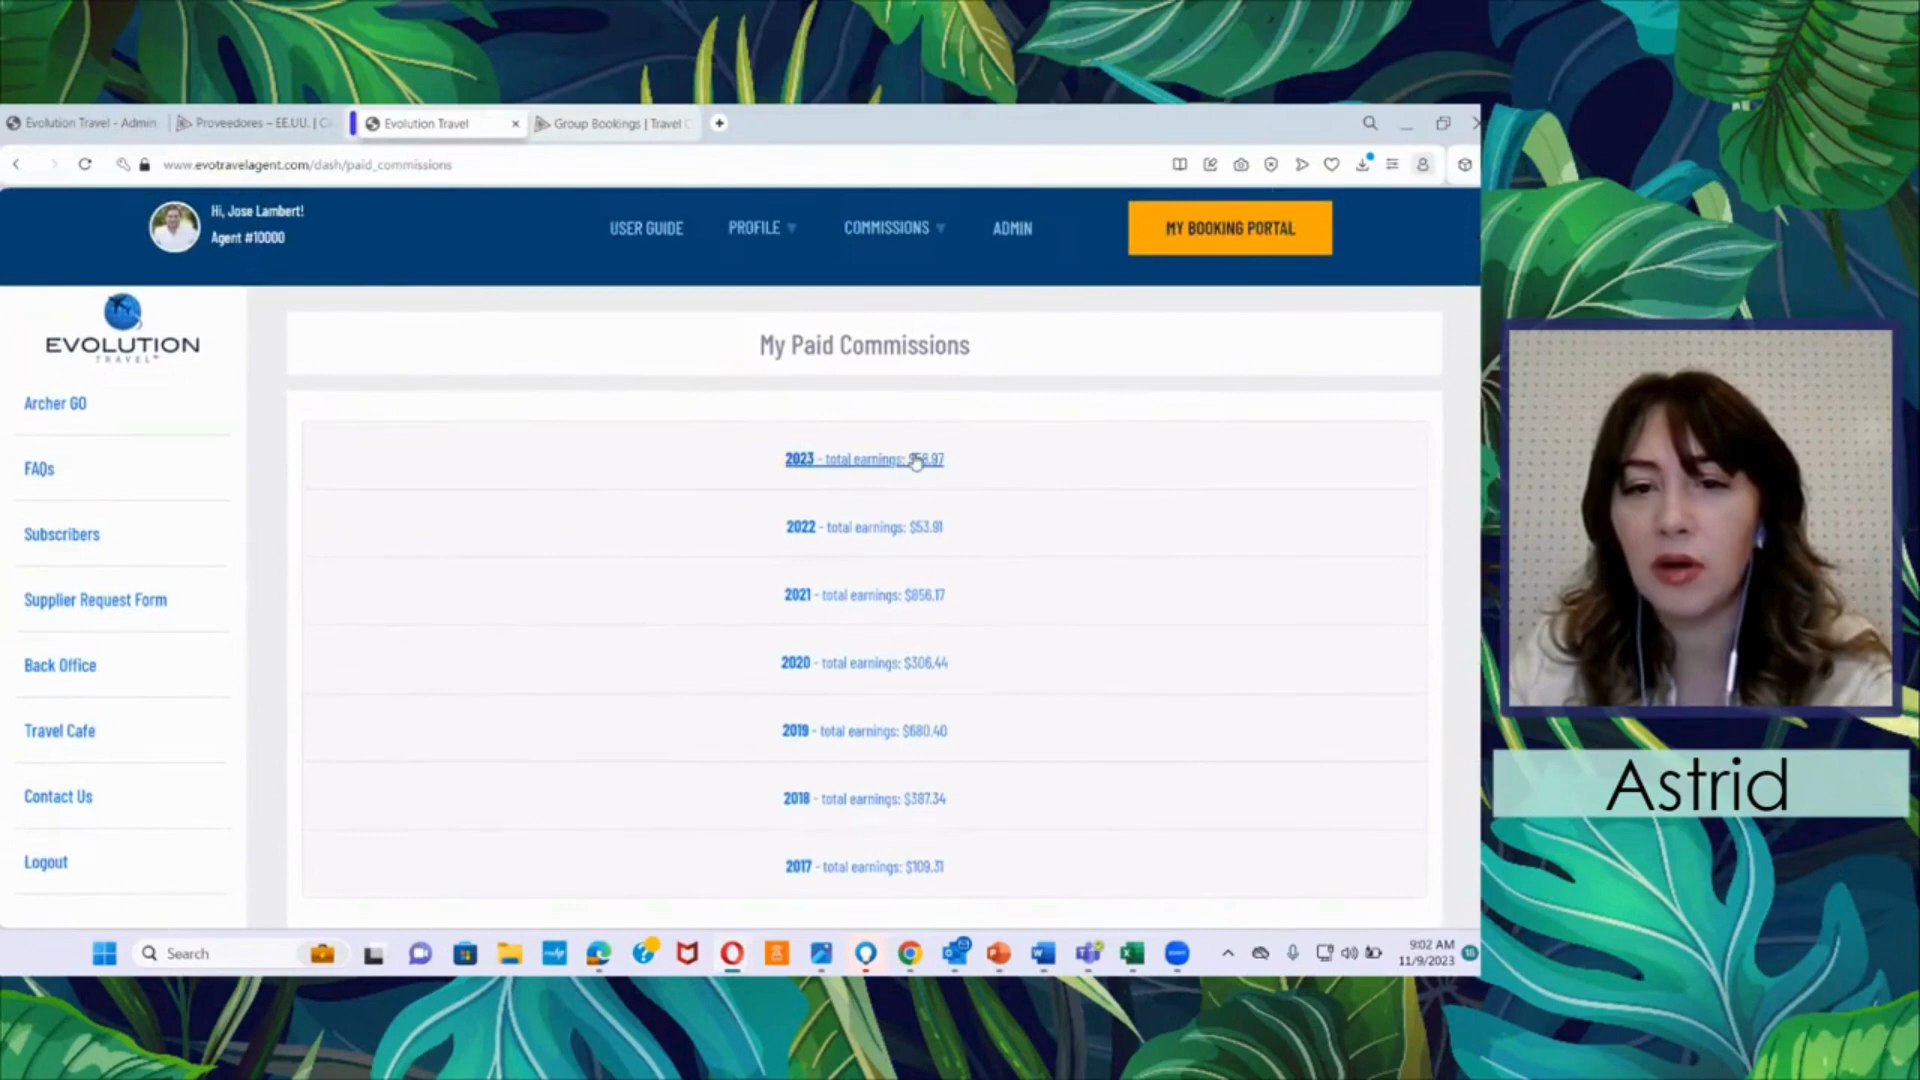 Evolution Travel - Admin
Proveedores – EE.UU. |
Evolution Travel
Group Bookings | Travel
www.evotravelagent.com/dash/paid_commissions
Hi, Jose Lambert!
Agent #10000
USER GUIDE
PROFILE
COMMISSIONS
ADMIN
MY BOOKING PORTAL
EVOLUTION
TRAVEL
Archer GO
FAQs
Subscribers
Supplier Request Form
Back Office
Travel Cafe
Contact Us
Logout
My Paid Commissions
2023 - total earnings:
2022 - total earnings: $53.91
2021 - total earnings: $856.17
2020 - total earnings: $306.44
2019 - total earnings: $680.40
2018 - total earnings: $387.34
2017 - total earnings: $109.31
Search
9:02 AM
11/9/2023
Astrid